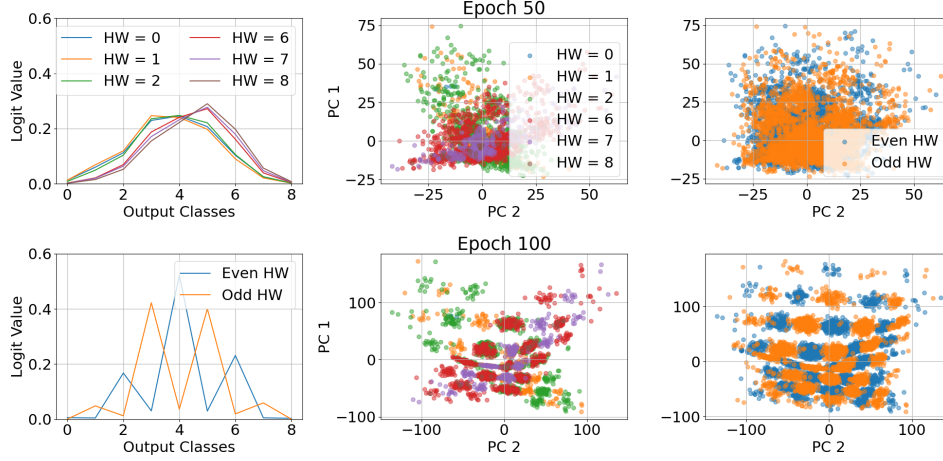 Epoch 50
Logit Value
0.6
0.4
0.2
0.0
HW = 0 HW = 6
HW = 1 HW = 7
HW = 2 HW = 8
0 2 4 6 8
Output Classes
PC 1
75
50
25
0
−25
HW = 0
HW = 1
HW = 2
HW = 6
HW = 7
HW = 8
−25 0 25 50
PC 2
75
50
25
0
−25
Even HW
Odd HW
−25 0 25 50
PC 2
Epoch 100
Logit Value
0.6
0.4
0.2
0.0
Even HW
Odd HW
0 2 4 6 8
Output Classes
PC 1
100
0
−100
−100 0 100
PC 2
100
0
−100
−100 0 100
PC 2